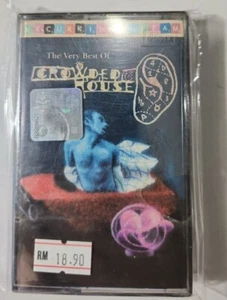 RECURRING DREAM
The Very Best Of
CROWDED
HOUSE
RM 18.90